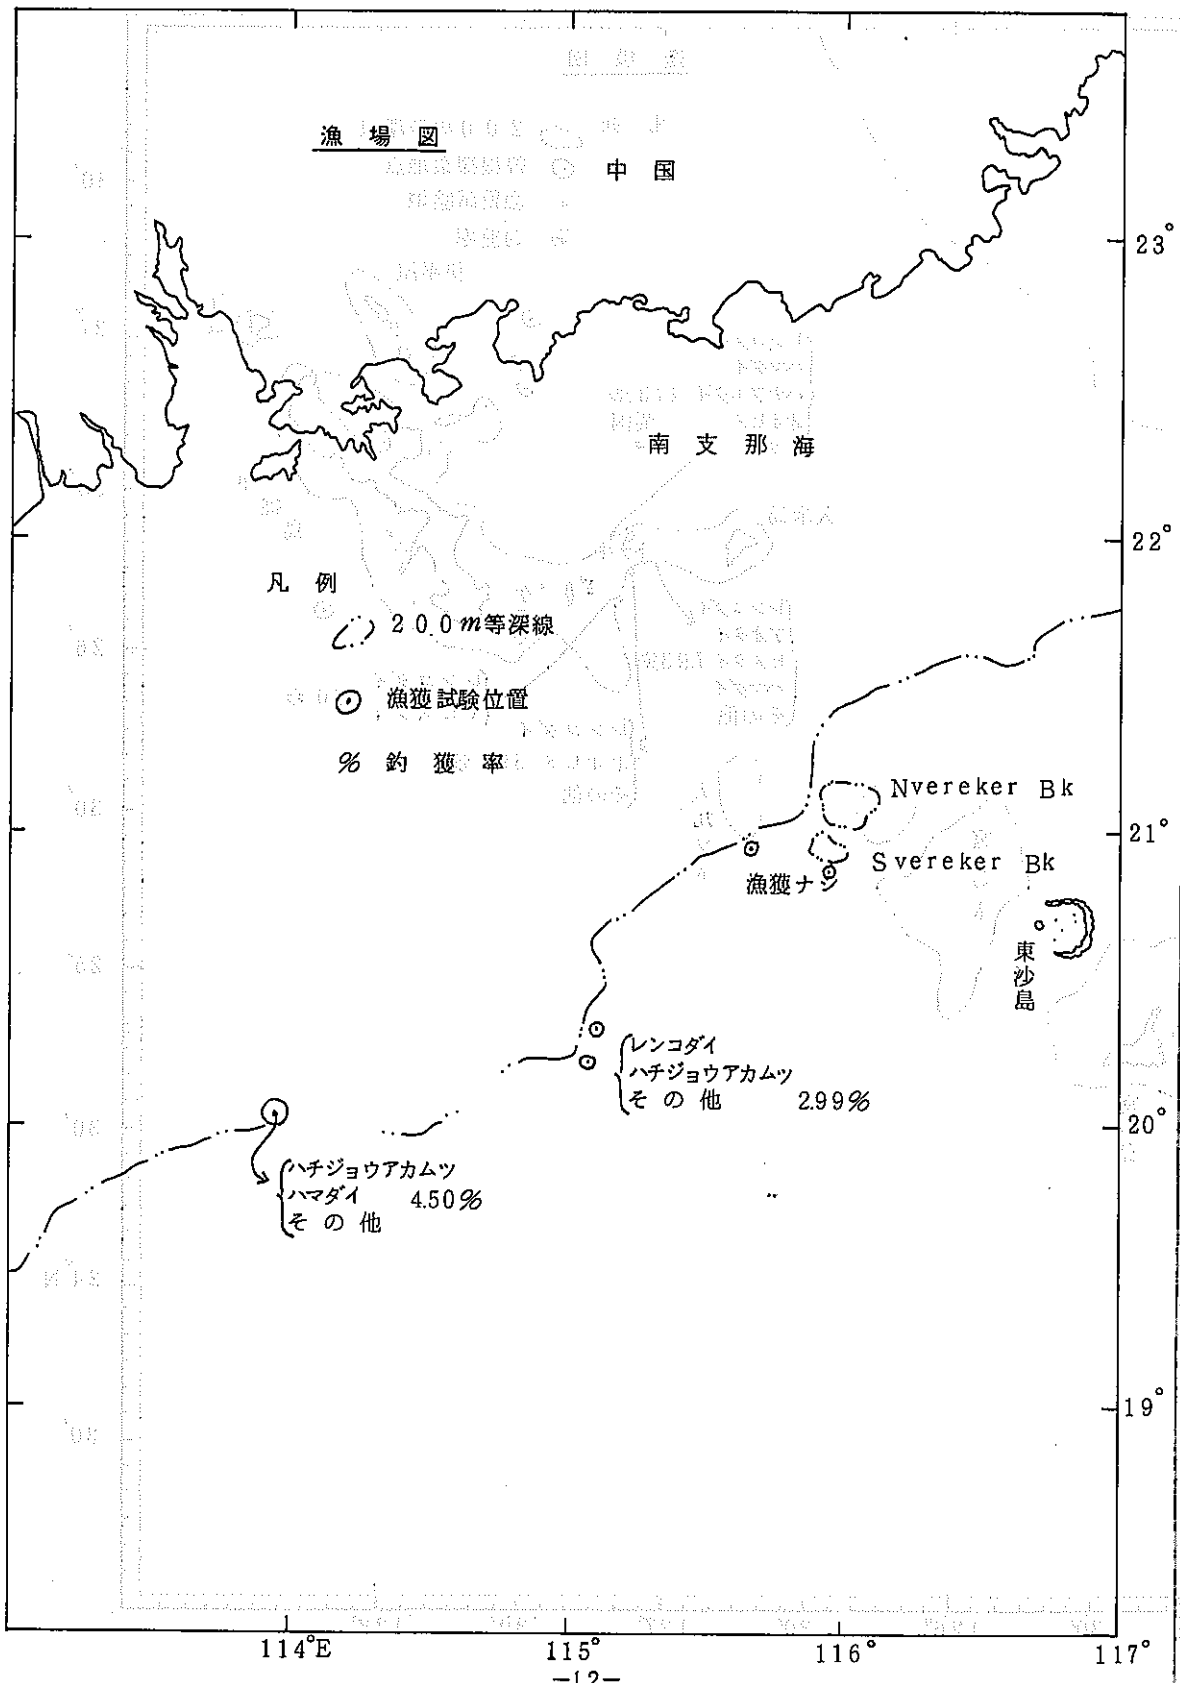 漁場図
中国
23°
南支那海
22°
凡例
200m等深線
漁獲試験位置
% 釣獲率
Nvereker Bk
21°
Svereker Bk
漁獲ナシ
東沙島
レンコダイ
ハチジョウアカムツ
その他 2.99%
20°
ハチジョウアカムツ
ハマダイ 4.50%
その他
19°
114°E 115° 116° 117°
-12-